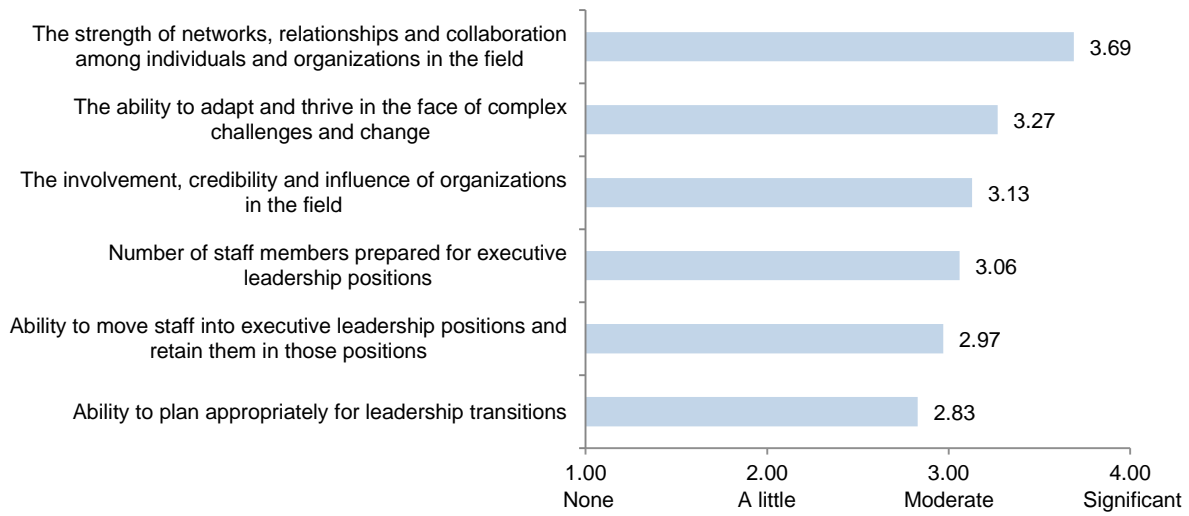 The strength of networks, relationships and collaboration
among individuals and organizations in the field
3.69
The ability to adapt and thrive in the face of complex
challenges and change
3.27
The involvement, credibility and influence of organizations
in the field
3.13
Number of staff members prepared for executive
leadership positions
3.06
Ability to move staff into executive leadership positions and
retain them in those positions
2.97
Ability to plan appropriately for leadership transitions
2.83
1.00 2.00 3.00 4.00
None A little Moderate Significant